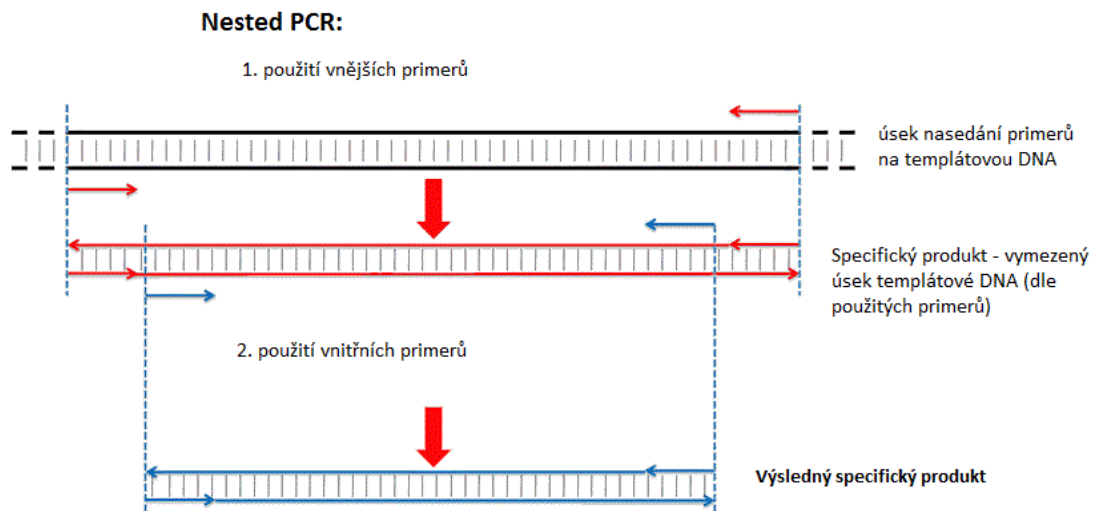 Nested PCR:
1. použití vnějších primerů
úsek nasedání primerů
na templátovou DNA
Specifický produkt - vymezený
úsek templátové DNA (dle
použitých primerů)
2. použití vnitřních primerů
Výsledný specifický produkt